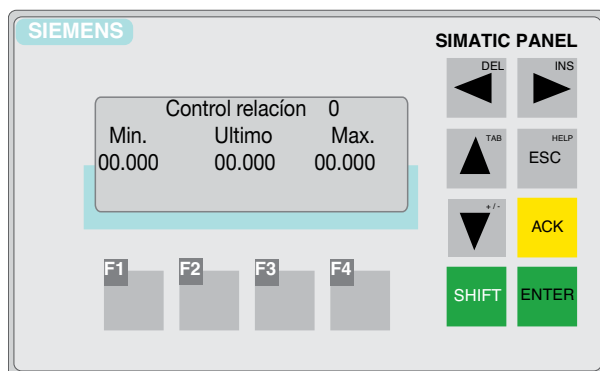 SIEMENS
SIMATIC PANEL
DEL
INS
Control relacíon 0
Min. Ultimo Max.
00.000 00.000 00.000
TAB
HELP
ESC
+/-
ACK
F1 F2 F3 F4
SHIFT
ENTER